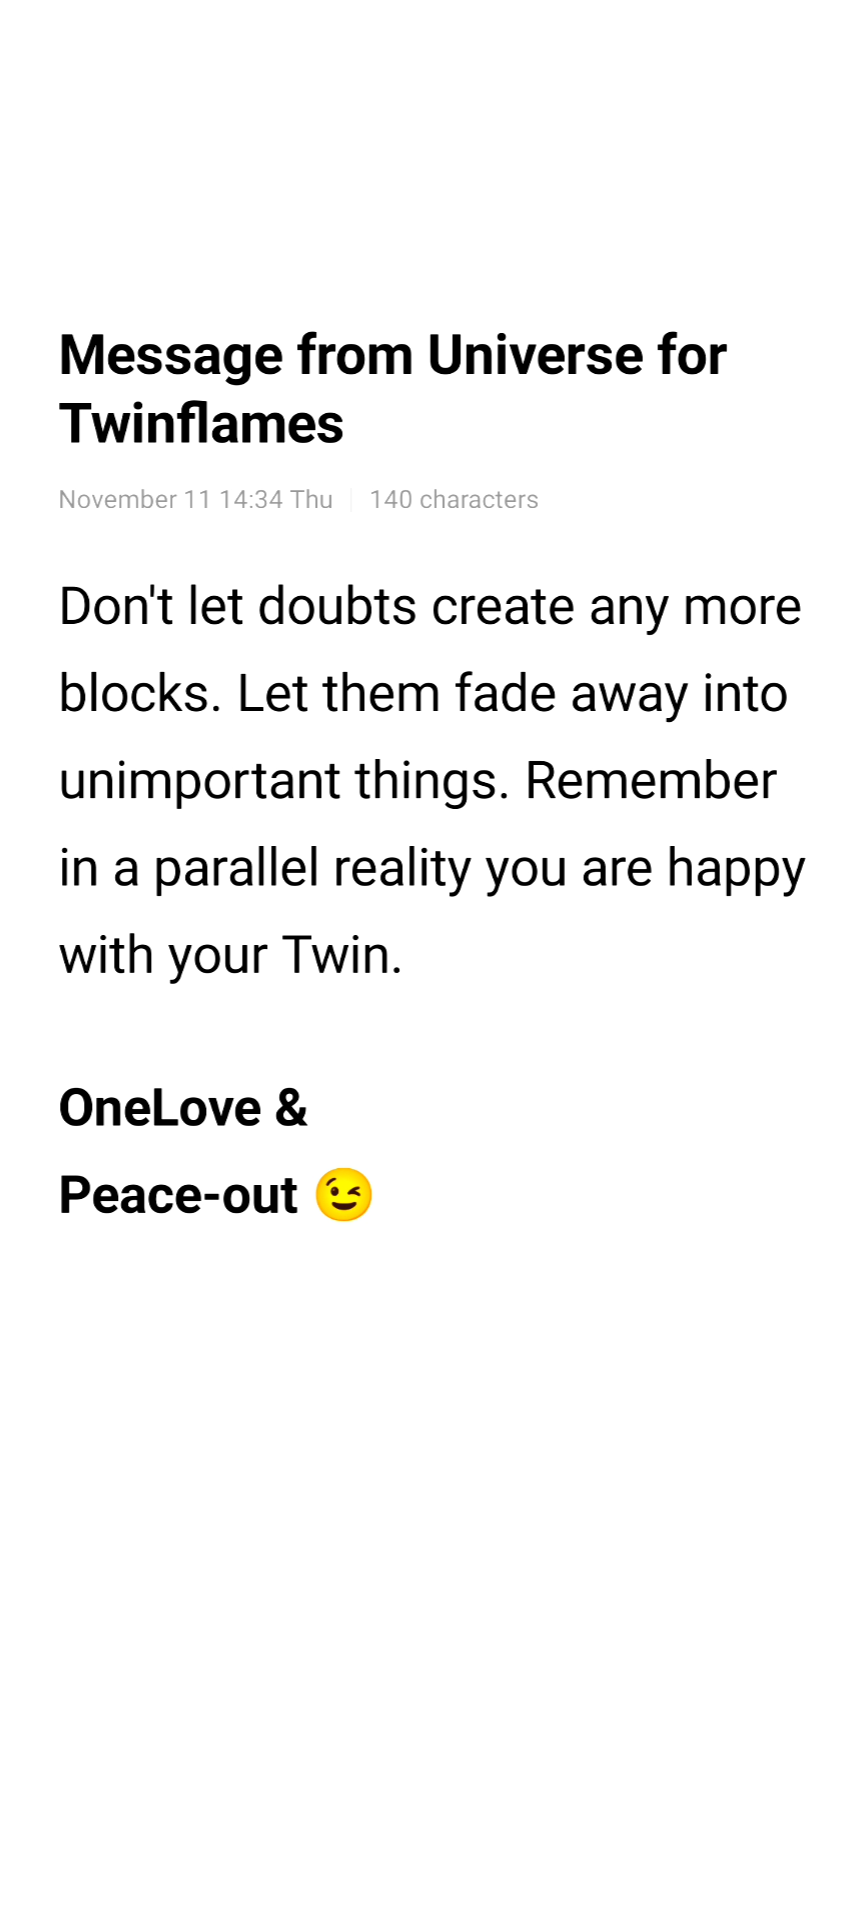 Message from Universe for
Twinflames
November 11 14:34 Thu | 140 characters
Don't let doubts create any more
blocks. Let them fade away into
unimportant things. Remember
in a parallel reality you are happy
with your Twin.
OneLove &
Peace-out 😉